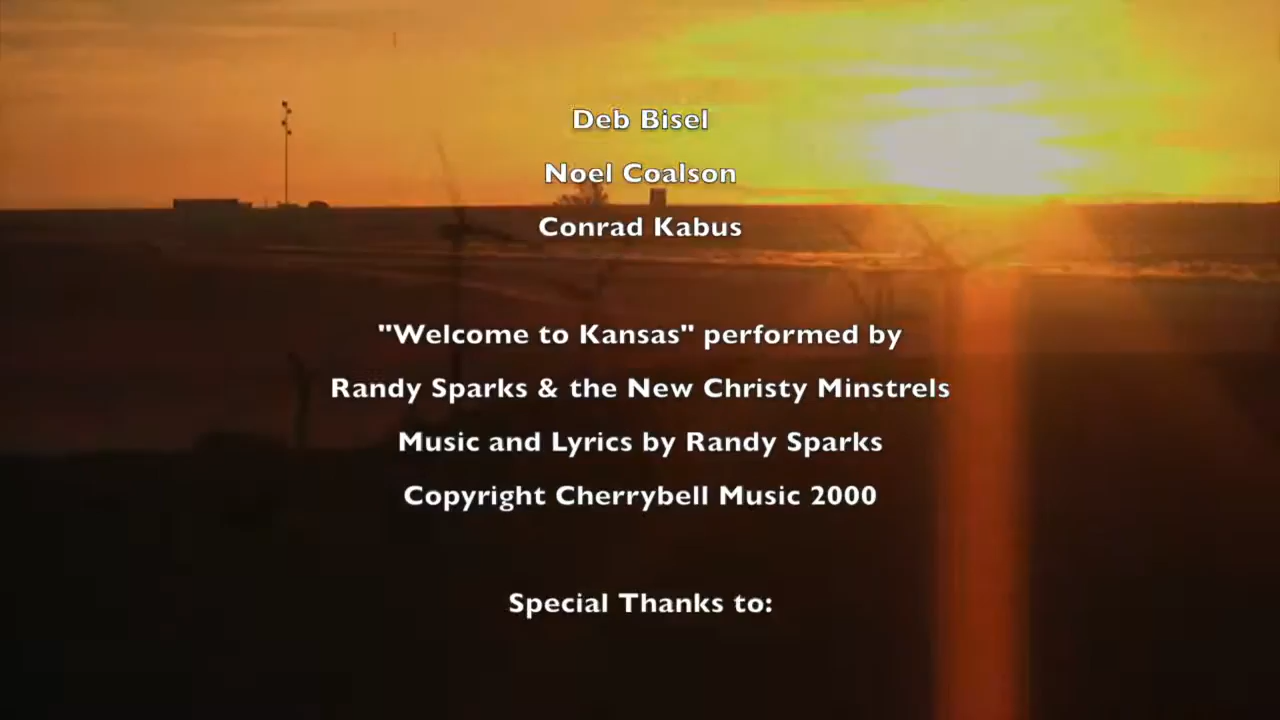 Deb Bisel
Noel Coalson
Conrad Kabus
"Welcome to Kansas" performed by
Randy Sparks & the New Christy Minstrels
Music and Lyrics by Randy Sparks
Copyright Cherrybell Music 2000
Special Thanks to: